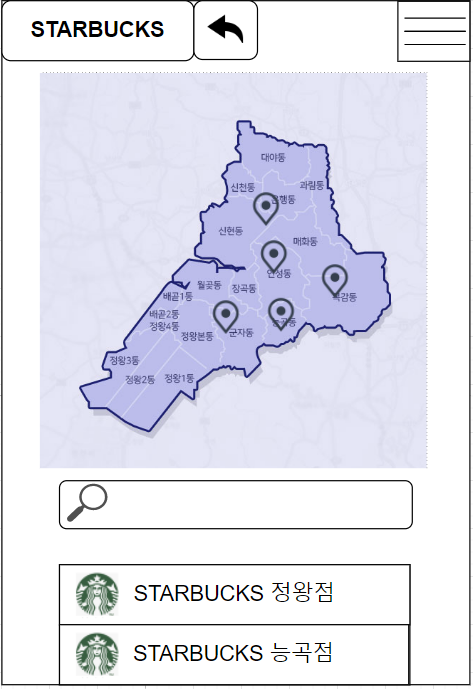 STARBUCKS
대야동
신천동
과림동
은행동
신현동
매화동
연성동
월곶동
장곡동
목감동
배곧1동
배곧2동
정왕4동
능곡동
군자동
정왕본동
정왕3동
정왕2동
정왕1동
STARBUCKS 정왕점
STARBUCKS 능곡점